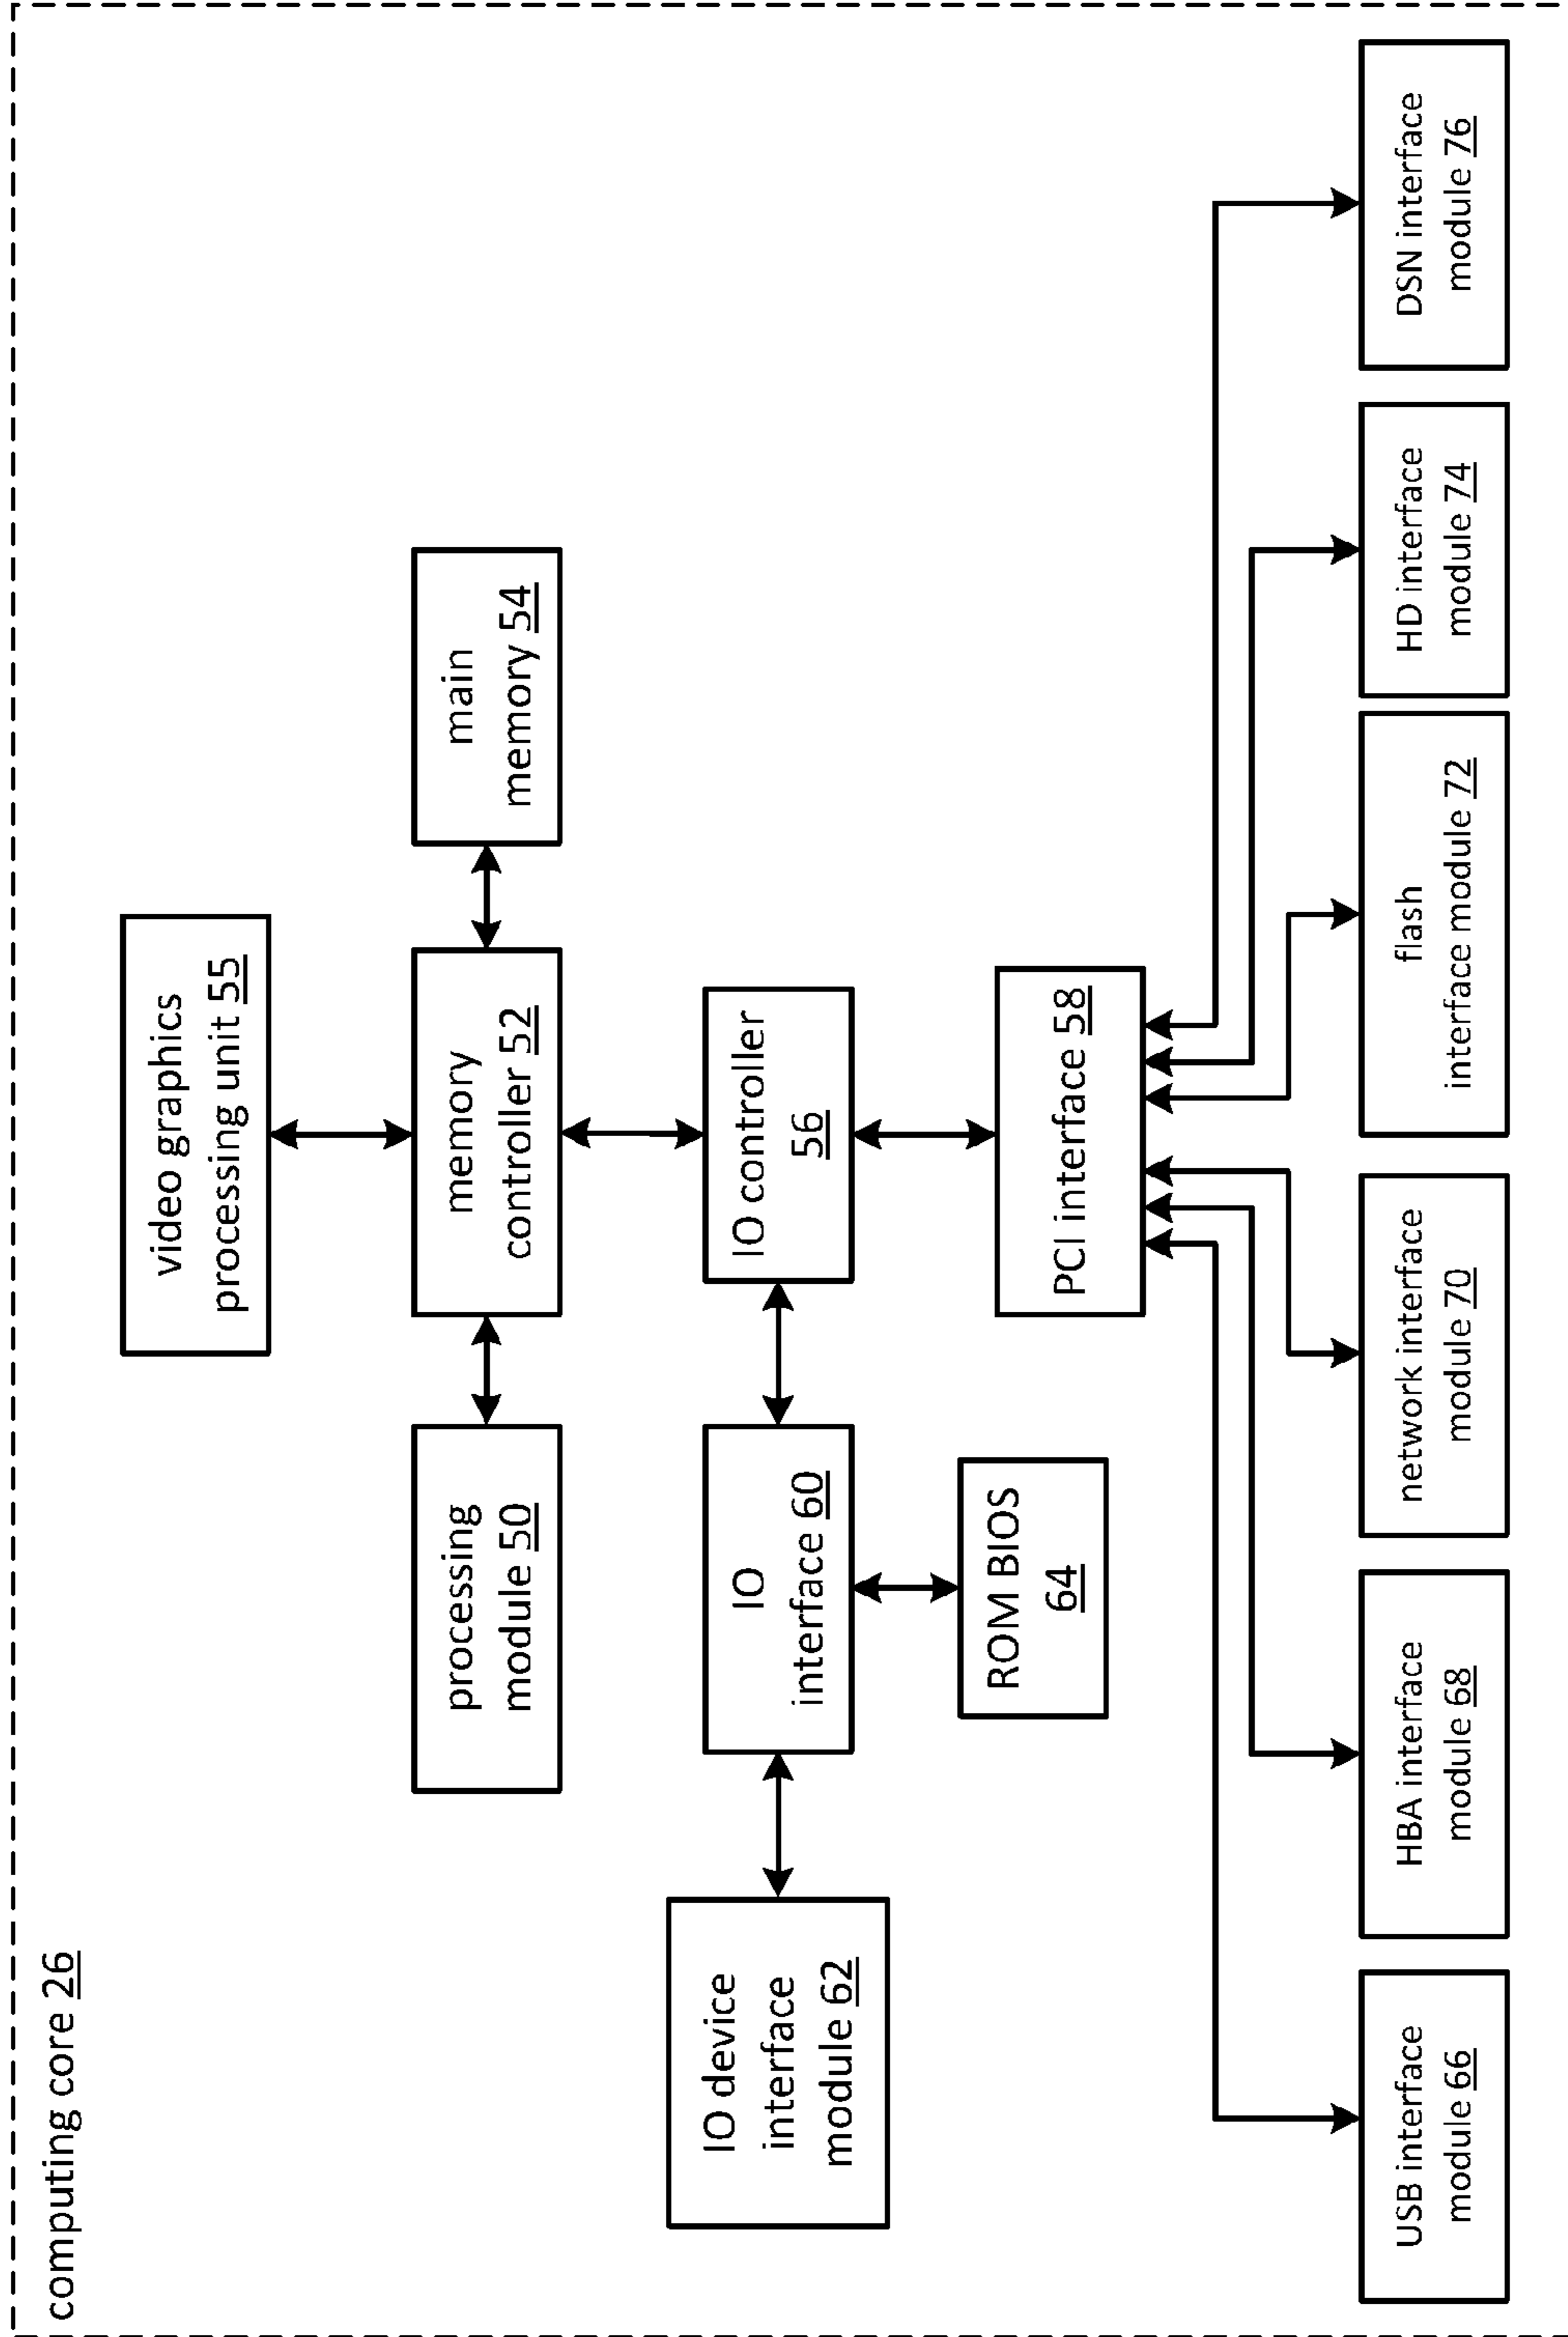 computing core 26
video graphics
processing unit 55
processing
module 50
memory
controller 52
main
memory 54
IO device
interface
module 62
IO
interface 60
IO controller
56
ROM BIOS
64
PCI interface 58
USB interface
module 66
HBA interface
module 68
network interface
module 70
flash
interface module 72
HD interface
module 74
DSN interface
module 76